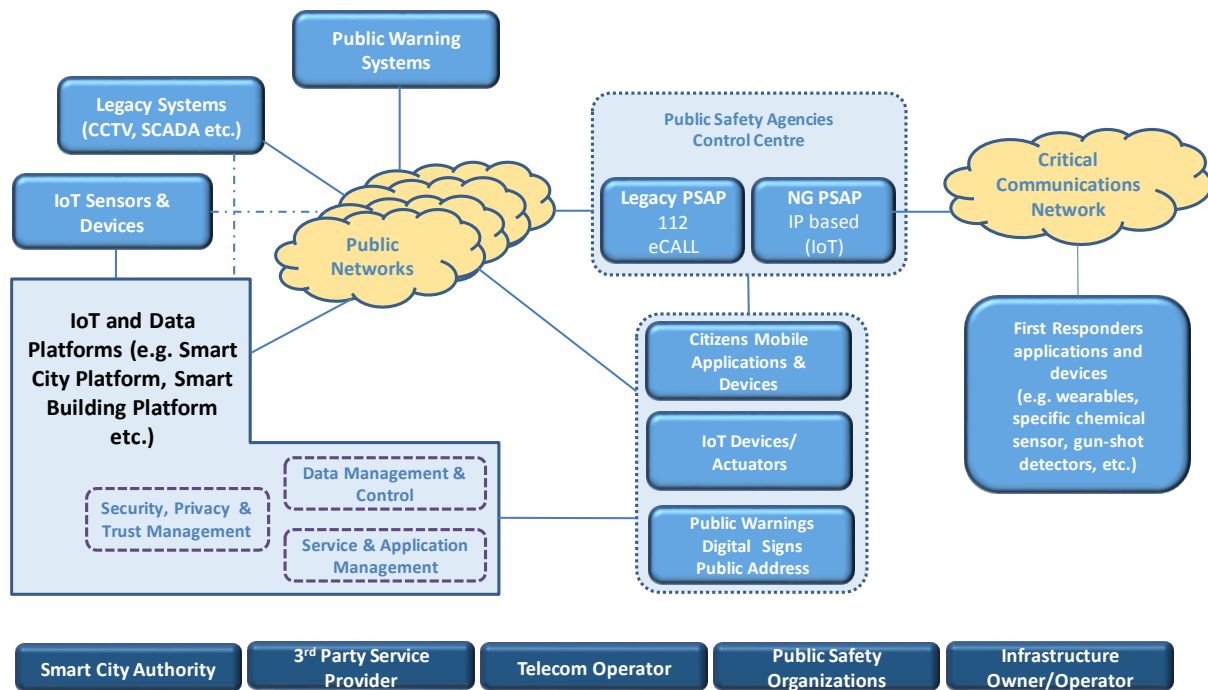 Public Warning
Systems
Legacy Systems
(CCTV, SCADA etc.)
IoT Sensors &
Devices
Public
Networks
Public Safety Agencies
Control Centre
Legacy PSAP
112
eCALL
NG PSAP
IP based
(IoT)
Critical
Communications
Network
IoT and Data
Platforms (e.g. Smart
City Platform, Smart
Building Platform
etc.)
Data Management &
Control
Security, Privacy &
Trust Management
Service & Application
Management
Citizens Mobile
Applications &
Devices
IoT Devices/
Actuators
Public Warnings
Digital Signs
Public Address
First Responders
applications and
devices
(e.g. wearables,
specific chemical
sensor, gun-shot
detectors, etc.)
Smart City Authority
3rd Party Service
Provider
Telecom Operator
Public Safety
Organizations
Infrastructure
Owner/Operator